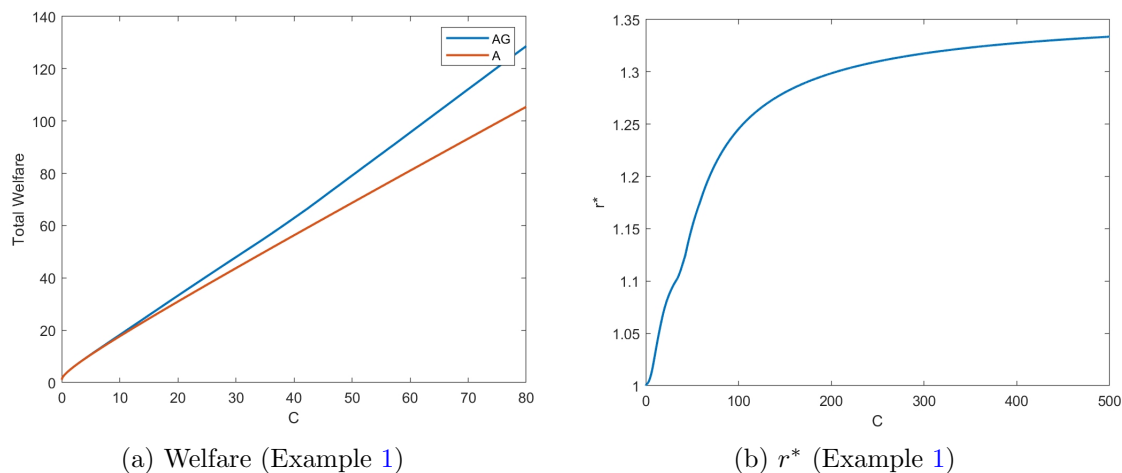 140
120
100
80
60
40
20
0
Total Welfare
AG
A
0 10 20 30 40 50 60 70 80
C
(a) Welfare (Example 1)
1.35
1.3
1.25
1.2
1.15
1.1
1.05
1
r*
0 100 200 300 400 500
C
(b) r* (Example 1)